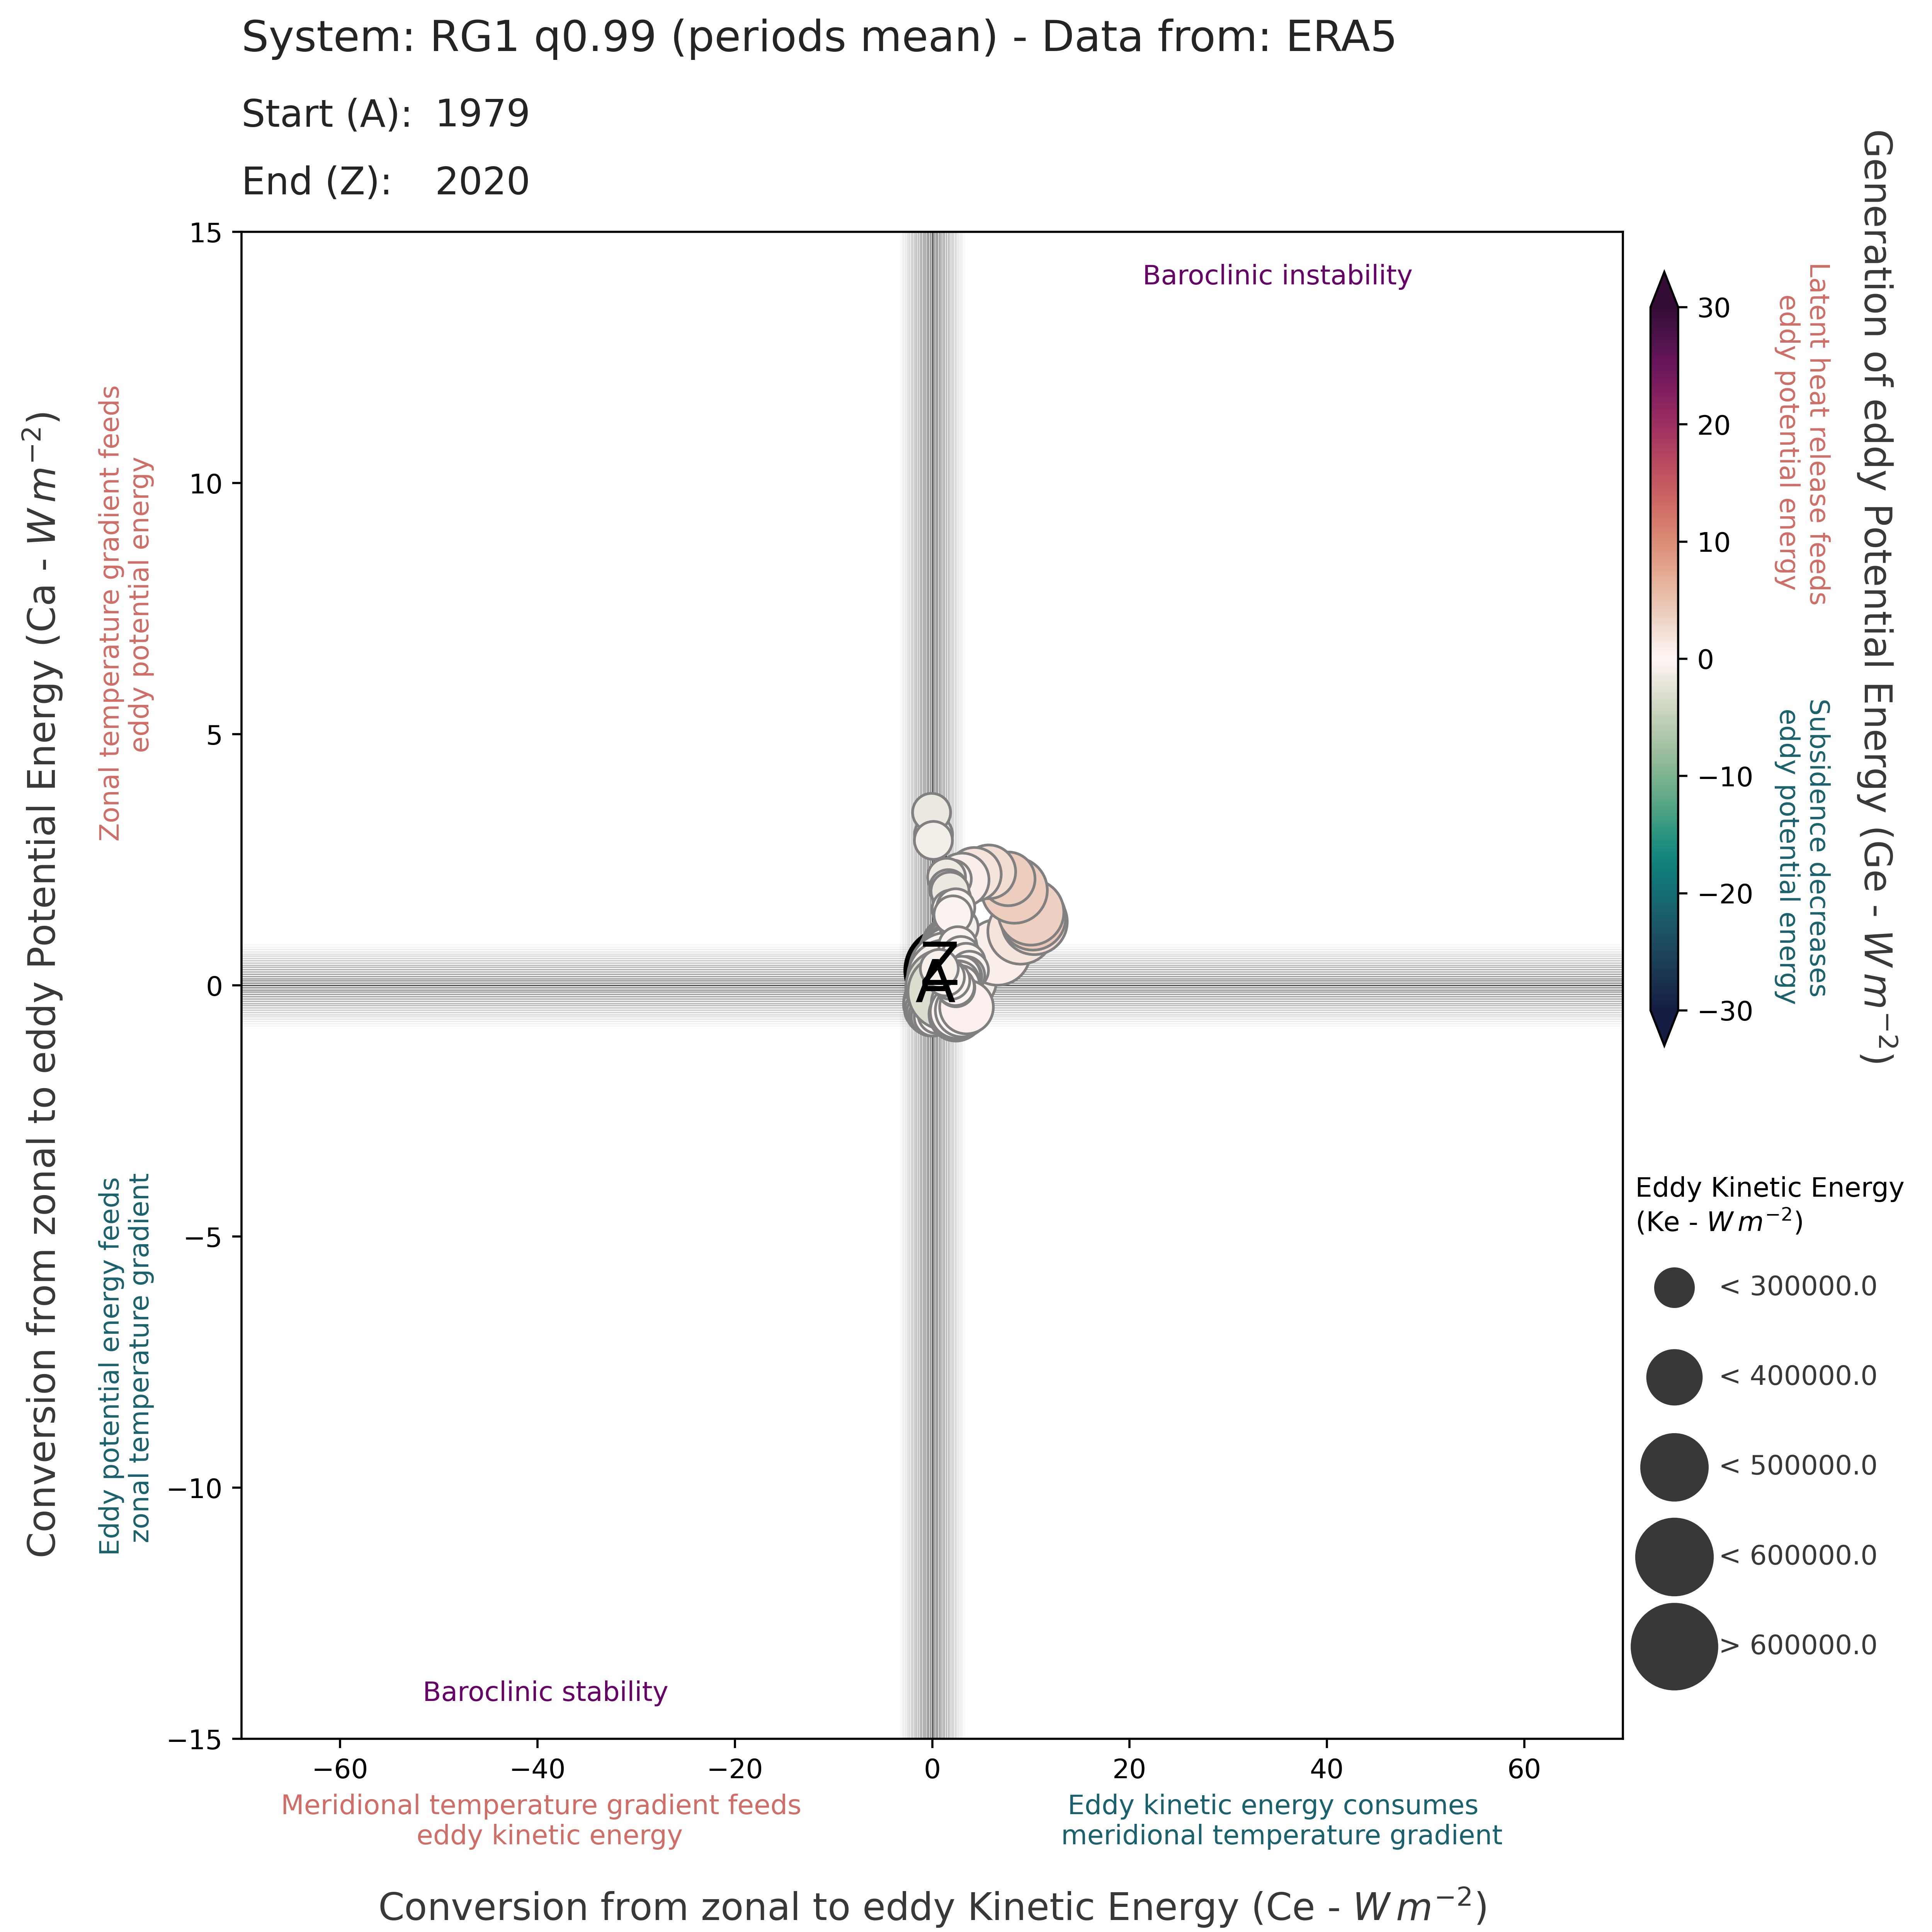 System: RG1 q0.99 (periods mean) - Data from: ERA5
Start (A): 1979
End (Z): 2020
Conversion from zonal to eddy Potential Energy (Ca - W m⁻²)
Zonal temperature gradient feeds
eddy potential energy
Eddy potential energy feeds
zonal temperature gradient
15
10
5
0
−5
−10
−15
Baroclinic instability
Z
A
Baroclinic stability
−60
−40
−20
0
20
40
60
Meridional temperature gradient feeds
eddy kinetic energy
Eddy kinetic energy consumes
meridional temperature gradient
Conversion from zonal to eddy Kinetic Energy (Ce - W m⁻²)
30
20
10
0
−10
−20
−30
Latent heat release feeds
eddy potential energy
Subsidence decreases
eddy potential energy
Generation of eddy Potential Energy (Ge - W m⁻²)
Eddy Kinetic Energy
(Ke - W m⁻²)
< 300000.0
< 400000.0
< 500000.0
< 600000.0
> 600000.0